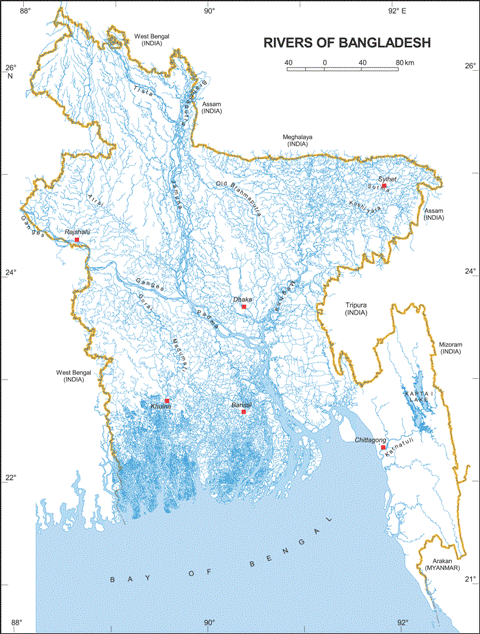 88°
90°
92° E
26°
N
West Bengal
(INDIA)
RIVERS OF BANGLADESH
40 0 40 80 km
26°
Tista
Brahmaputra
Assam
(INDIA)
Meghalaya
(INDIA)
Jamuna
Old Brahmaputra
Sylhet
Surma
Kushiyara
Atrai
Assam
(INDIA)
Ganges
Rajshahi
24°
24°
Ganges
Gorai
Padma
Dhaka
Meghna
Madhumati
Tripura
(INDIA)
Mizoram
(INDIA)
West Bengal
(INDIA)
KAPTAI
LAKE
Khulna
Barisal
Chittagong
Karnafuli
22°
BAY OF BENGAL
Arakan
(MYANMAR)
21°
88°
90°
92°